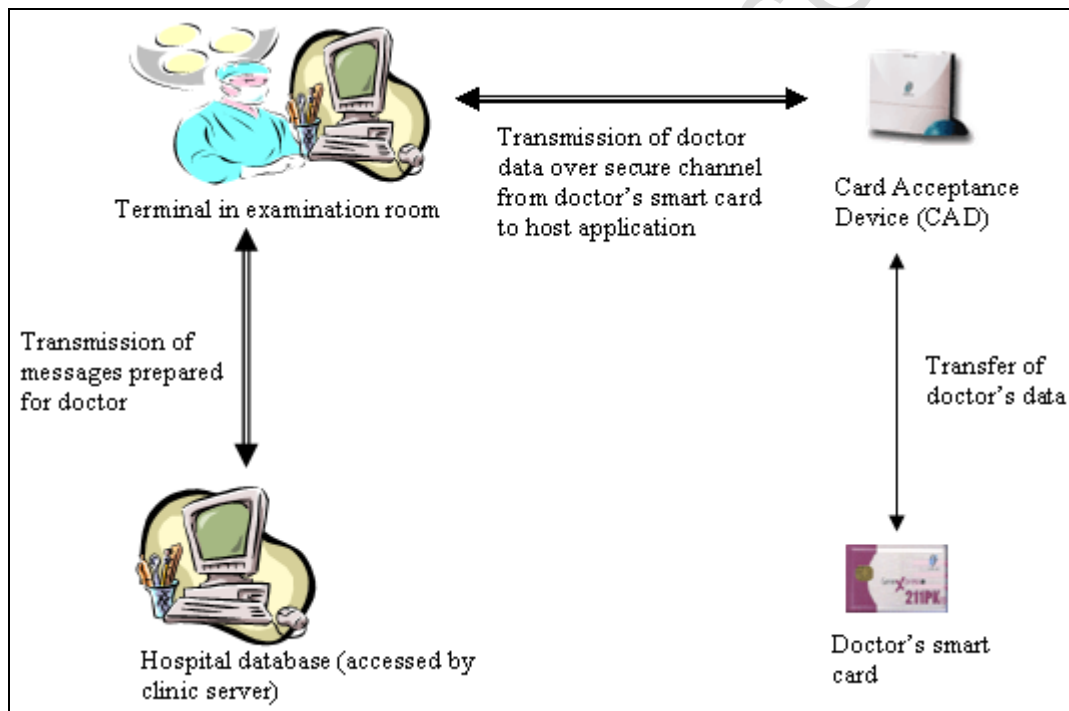 Transmission of doctor
data over secure channel
from doctor's smart card
to host application
Terminal in examination room
Card Acceptance
Device (CAD)
Transmission of
messages prepared
for doctor
Transfer of
doctor's data
211PK
Hospital database (accessed by
clinic server)
Doctor's smart
card